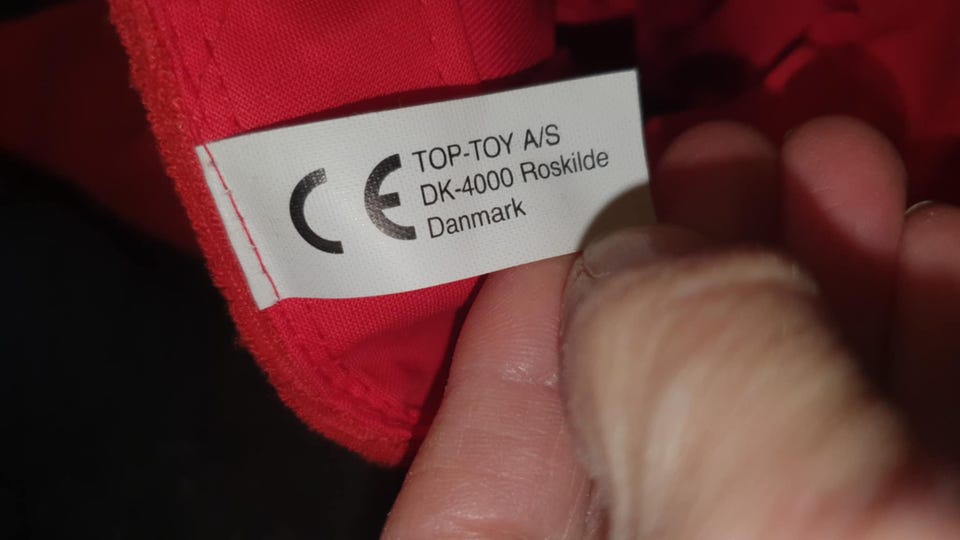 CE
TOP-TOY A/S
DK-4000 Roskilde
Danmark